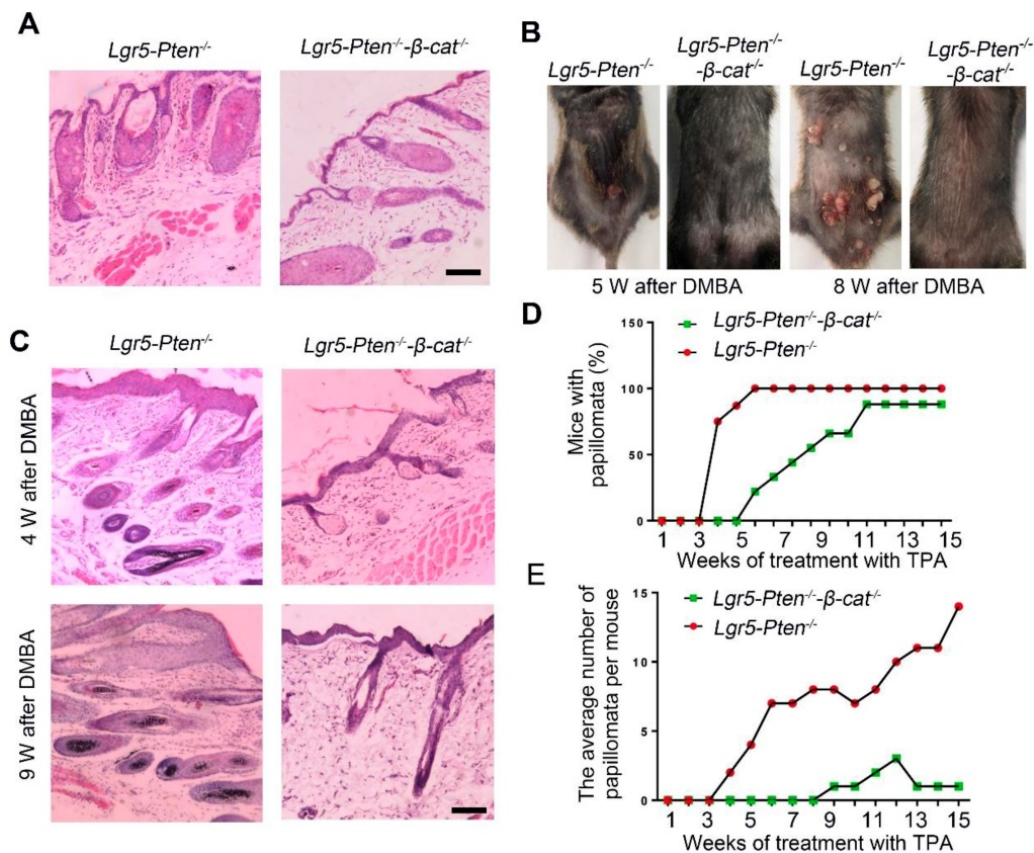 A
Lgr5-Pten-/-
Lgr5-Pten-/--β-cat-/-
B
Lgr5-Pten-/-
Lgr5-Pten-/-
-β-cat-/-
Lgr5-Pten-/-
Lgr5-Pten-/-
-β-cat-/-
5 W after DMBA
8 W after DMBA
C
Lgr5-Pten-/-
Lgr5-Pten-/--β-cat-/-
4 W after DMBA
9 W after DMBA
D
Lgr5-Pten-/--β-cat-/-
Lgr5-Pten-/-
Mice with
papillomata (%)
150
100
50
0
1 3 5 7 9 11 13 15
Weeks of treatment with TPA
E
Lgr5-Pten-/--β-cat-/-
Lgr5-Pten-/-
The average number of
papillomata per mouse
15
10
5
0
1 3 5 7 9 11 13 15
Weeks of treatment with TPA